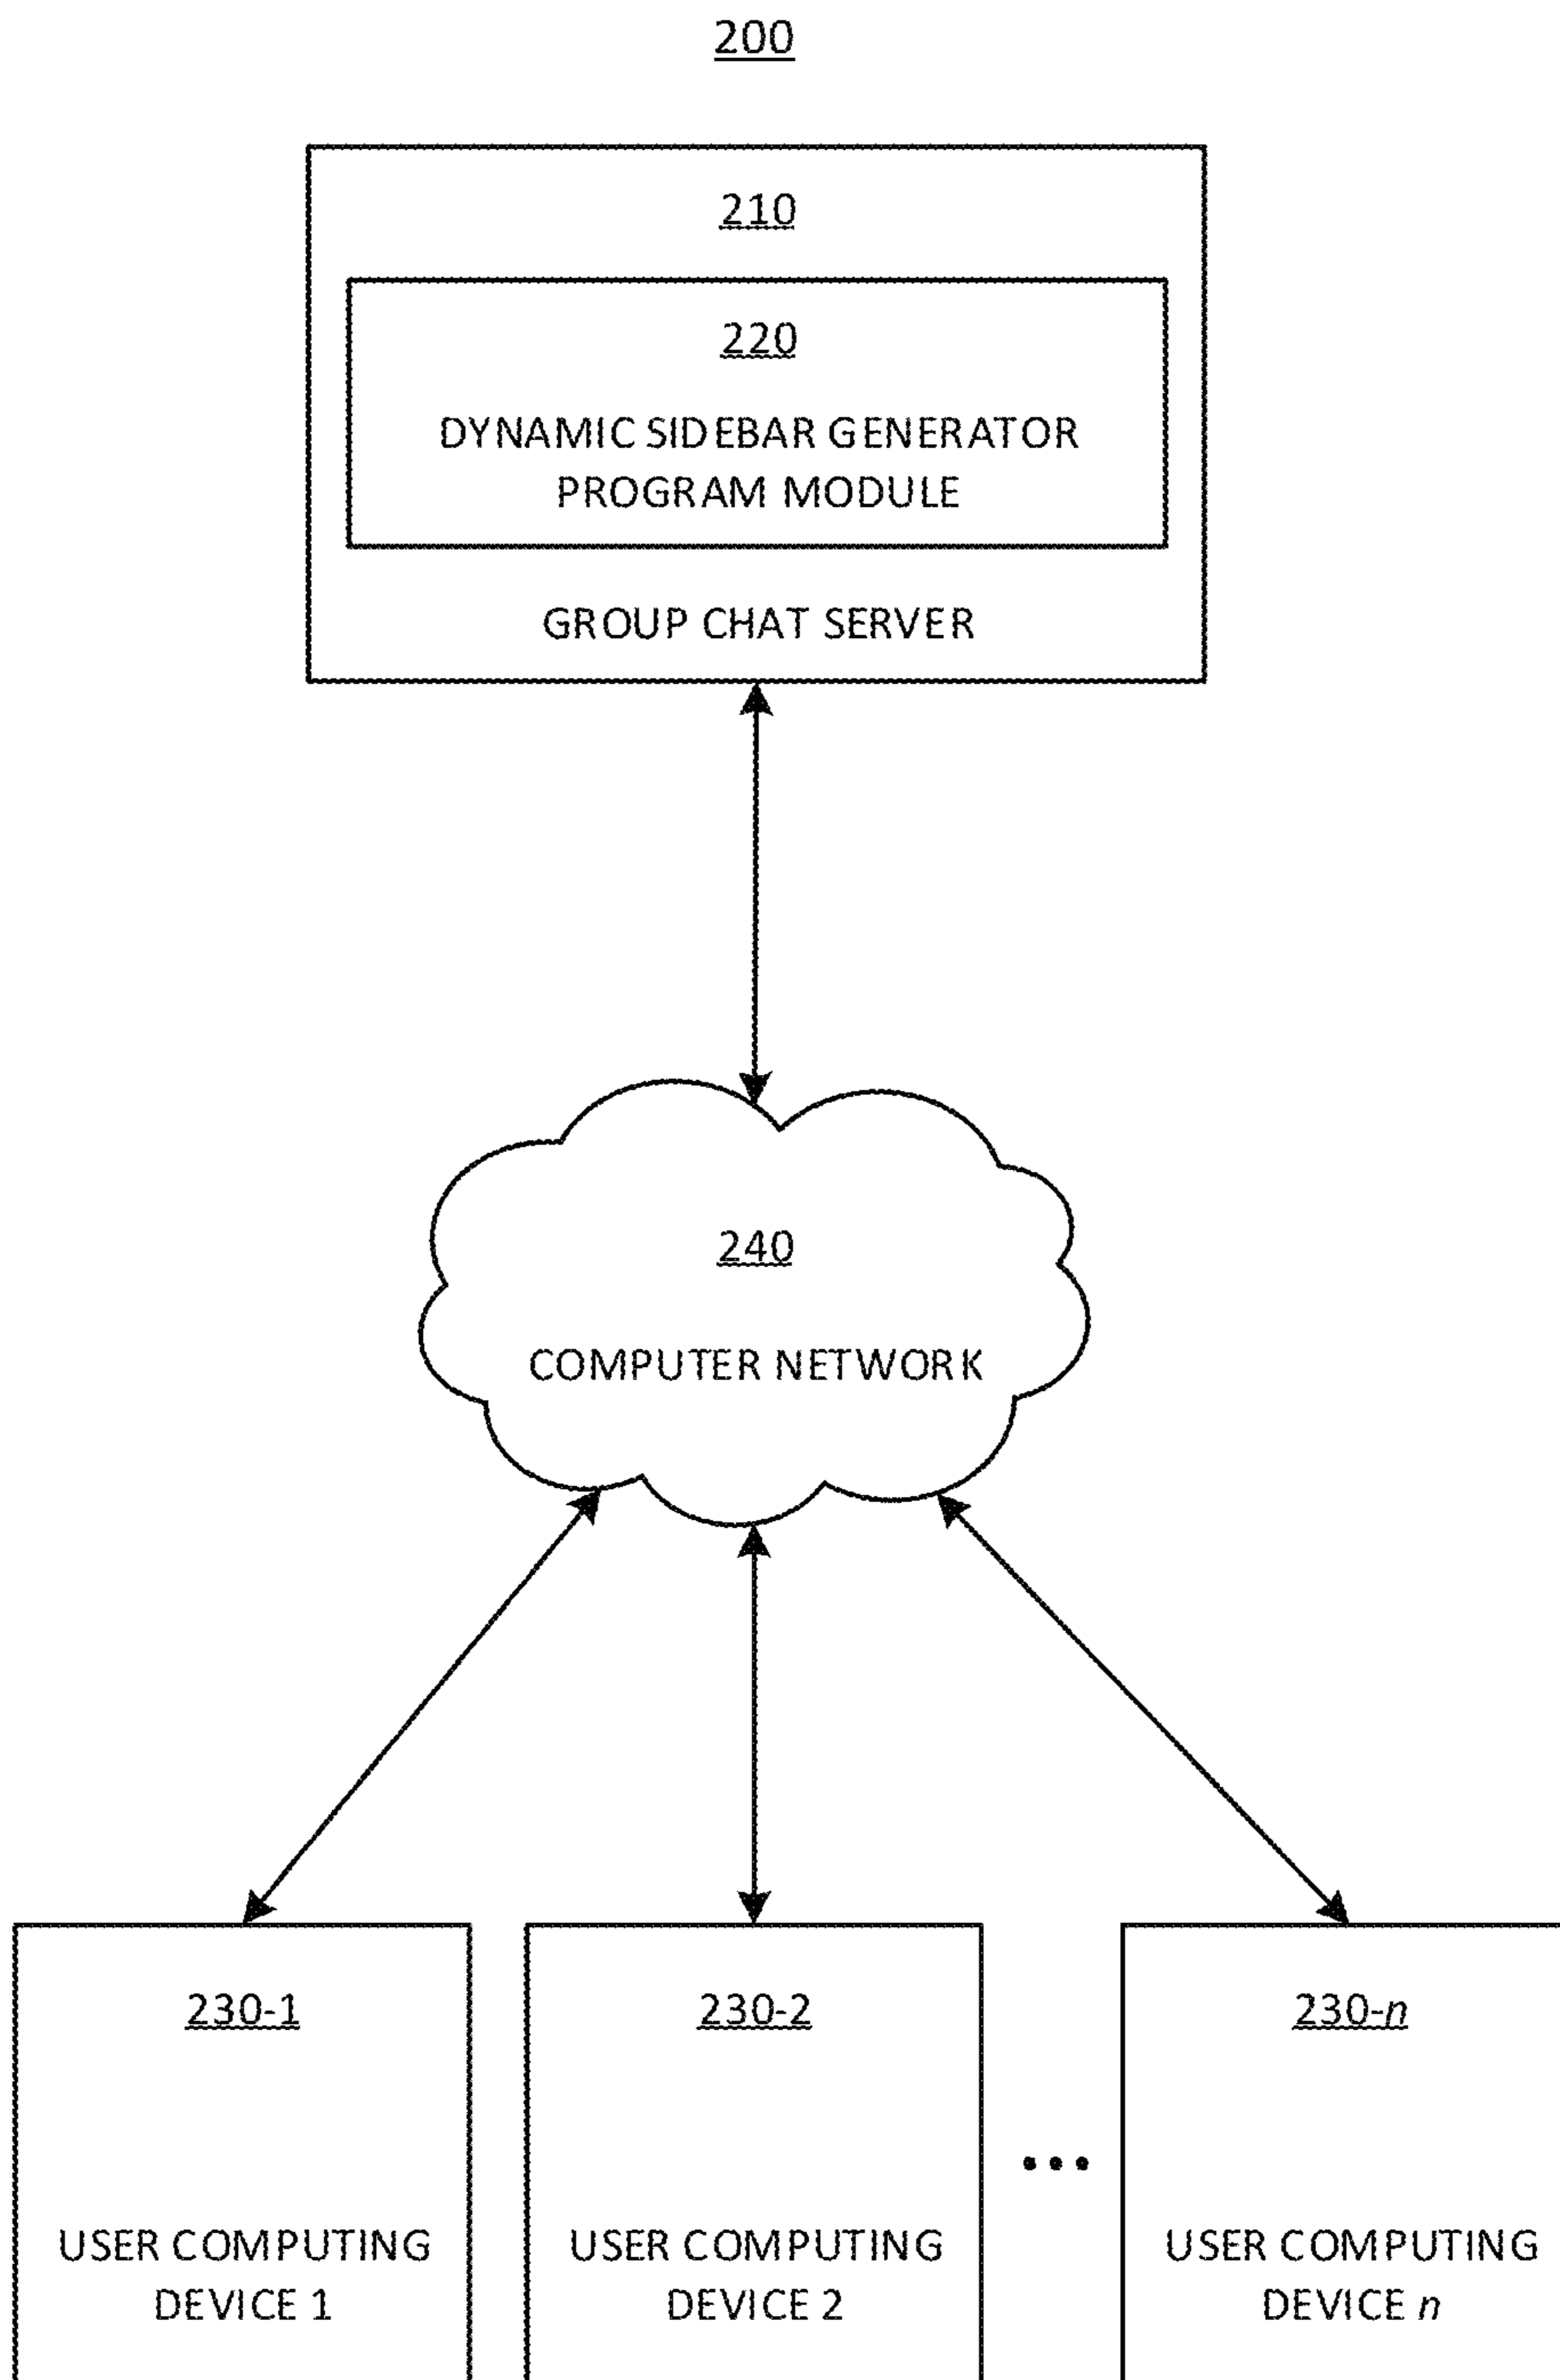 200
210
220
DYNAMIC SIDEBAR GENERATOR
PROGRAM MODULE
GROUP CHAT SERVER
240
COMPUTER NETWORK
230-1
USER COMPUTING
DEVICE 1
230-2
USER COMPUTING
DEVICE 2
...
230-n
USER COMPUTING
DEVICE n